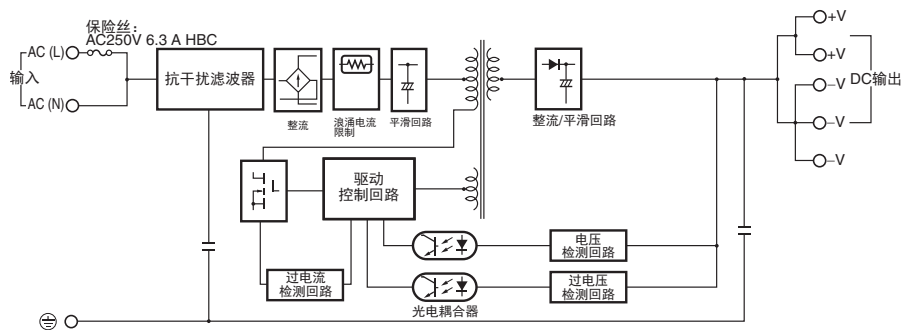 保险丝：
AC250V 6.3 A HBC
AC (L)
输入
AC (N)
抗干扰滤波器
整流
浪涌电流
限制
平滑回路
整流/平滑回路
+V
+V
DC输出
–V
–V
–V
驱动
控制回路
过电流
检测回路
电压
检测回路
过电压
检测回路
光电耦合器